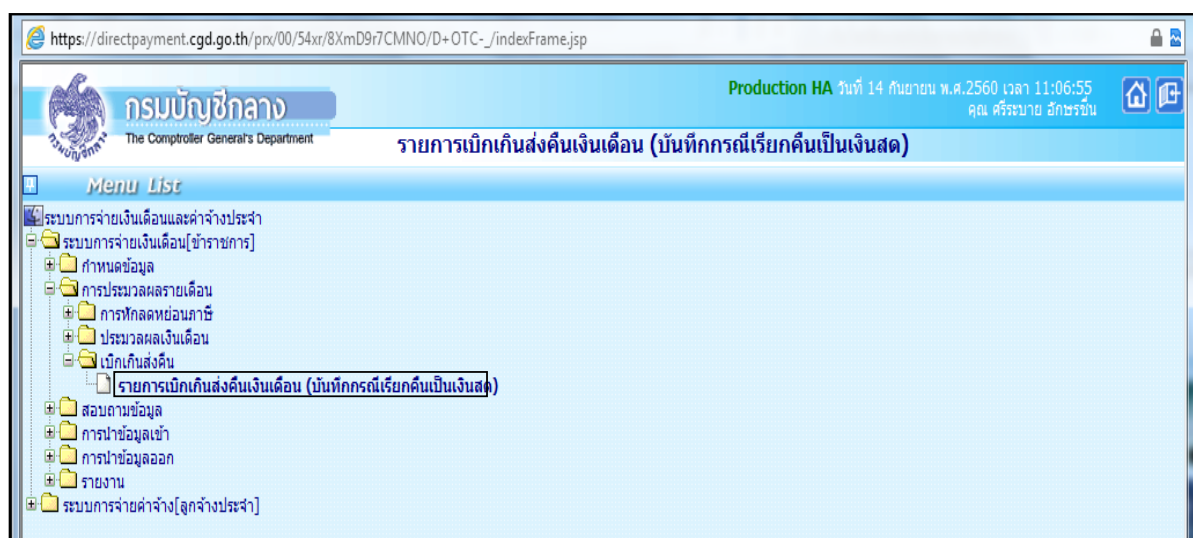 https://directpayment.cgd.go.th/prx/00/54xr/8XmD9r7CMNO/D+OTC-_/indexFrame.jsp
Production HA วันที่ 14 กันยายน พ.ศ.2560 เวลา 11:06:55
คุณ ศรีระบาย อักษรชื่น
กรมบัญชีกลาง
The Comptroller General's Department
กรมบัญชีกลาง
รายการเบิกเกินส่งคืนเงินเดือน (บันทึกกรณีเรียกคืนเป็นเงินสด)
Menu List
ระบบการจ่ายเงินเดือนและค่าจ้างประจำ
ระบบการจ่ายเงินเดือน[ข้าราชการ]
กำหนดข้อมูล
การประมวลผลรายเดือน
การหักลดหย่อนภาษี
ประมวลผลเงินเดือน
เบิกเกินส่งคืน
รายการเบิกเกินส่งคืนเงินเดือน (บันทึกกรณีเรียกคืนเป็นเงินสด)
สอบถามข้อมูล
การนำข้อมูลเข้า
การนำข้อมูลออก
รายงาน
ระบบการจ่ายค่าจ้าง[ลูกจ้างประจำ]